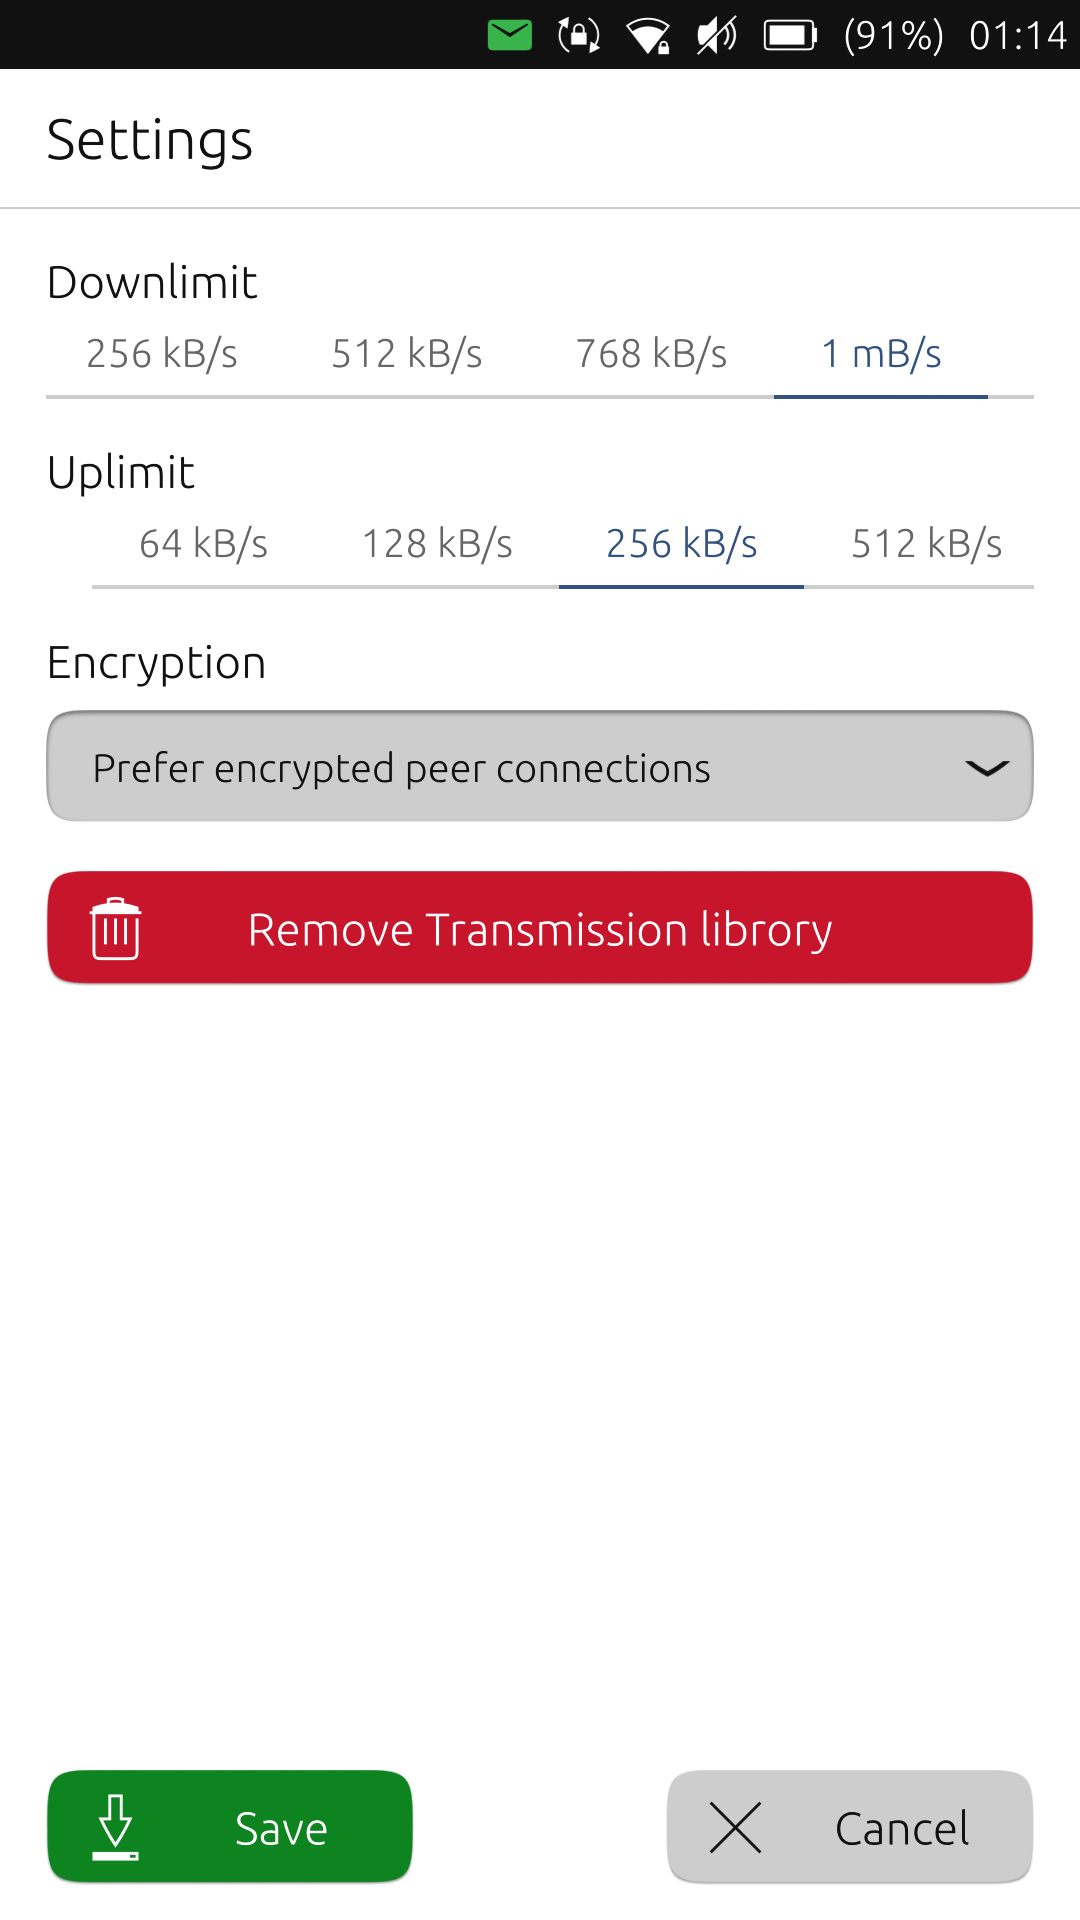 (91%) 01:14
Settings
Downlimit
256 kB/s 512 kB/s 768 kB/s 1 mB/s
Uplimit
64 kB/s 128 kB/s 256 kB/s 512 kB/s
Encryption
Prefer encrypted peer connections
Remove Transmission librory
Save Cancel